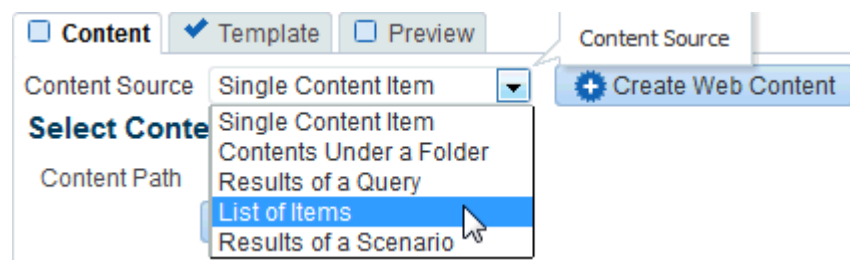 Content Template Preview
Content Source
Content Source Single Content Item Create Web Content
Select Conte
Single Content Item
Contents Under a Folder
Content Path
Results of a Query
List of Items
Results of a Scenario